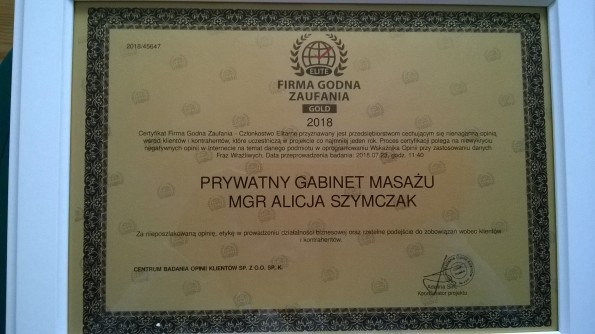 2018/45647
ELITE
FIRMA GODNA
ZAUFANIA
GOLD
2018
Certyfikat Firma Godna Zaufania - Członkostwo Elitarne przyznawany jest przedsiębiorstwom cechującym się nienaganną opinią
wśród klientów i kontrahentów, które uczestniczą w projekcie co najmniej jeden rok. Proces certyfikacji polega na niewykryciu
negatywnych opinii w internecie na temat danego podmiotu w oprogramowaniu Wskaźnika Opinii przy zastosowaniu danych
Fraz Wrażliwych. Data przeprowadzenia badania: 2018.07.23, godz. 11:40
PRYWATNY GABINET MASAŻU
MGR ALICJA SZYMCZAK
Za nieposzlakowaną opinię, etykę w prowadzeniu działalności biznesowej oraz rzetelne podejście do zobowiązań wobec klientów
i kontrahentów.
CENTRUM BADANIA OPINII KLIENTÓW SP. Z O.O. SP. K.
Koordynator projektu